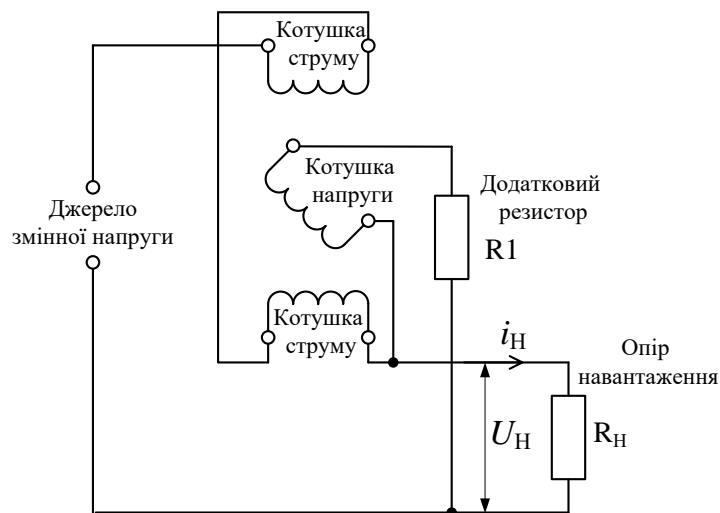 Котушка
струму
Котушка
напруги
Додатковий
резистор
R1
Джерело
змінної напруги
Котушка
струму
iН
Опір
навантаження
UН
RН